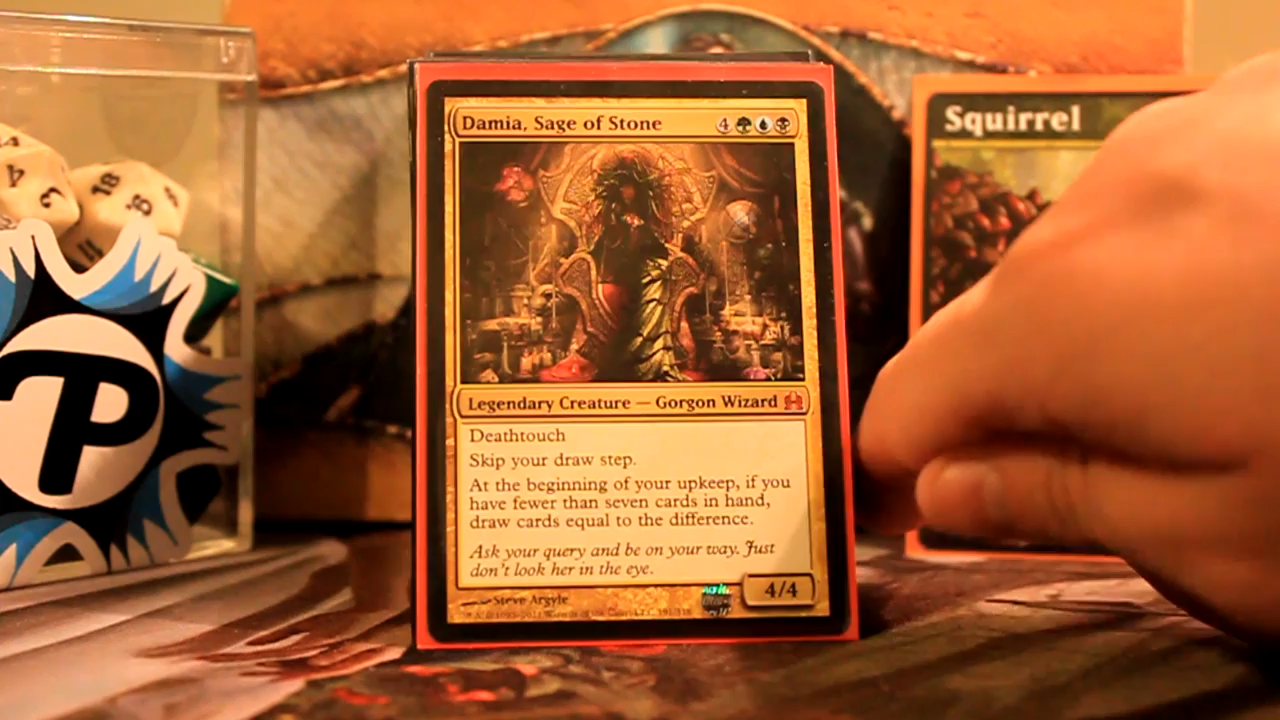 Damia, Sage of Stone 4
Squirrel
Legendary Creature — Gorgon Wizard
Deathtouch
Skip your draw step.
At the beginning of your upkeep, if you
have fewer than seven cards in hand,
draw cards equal to the difference.
Ask your query and be on your way. Just
don't look her in the eye.
4/4
Steve Argyle
P
18